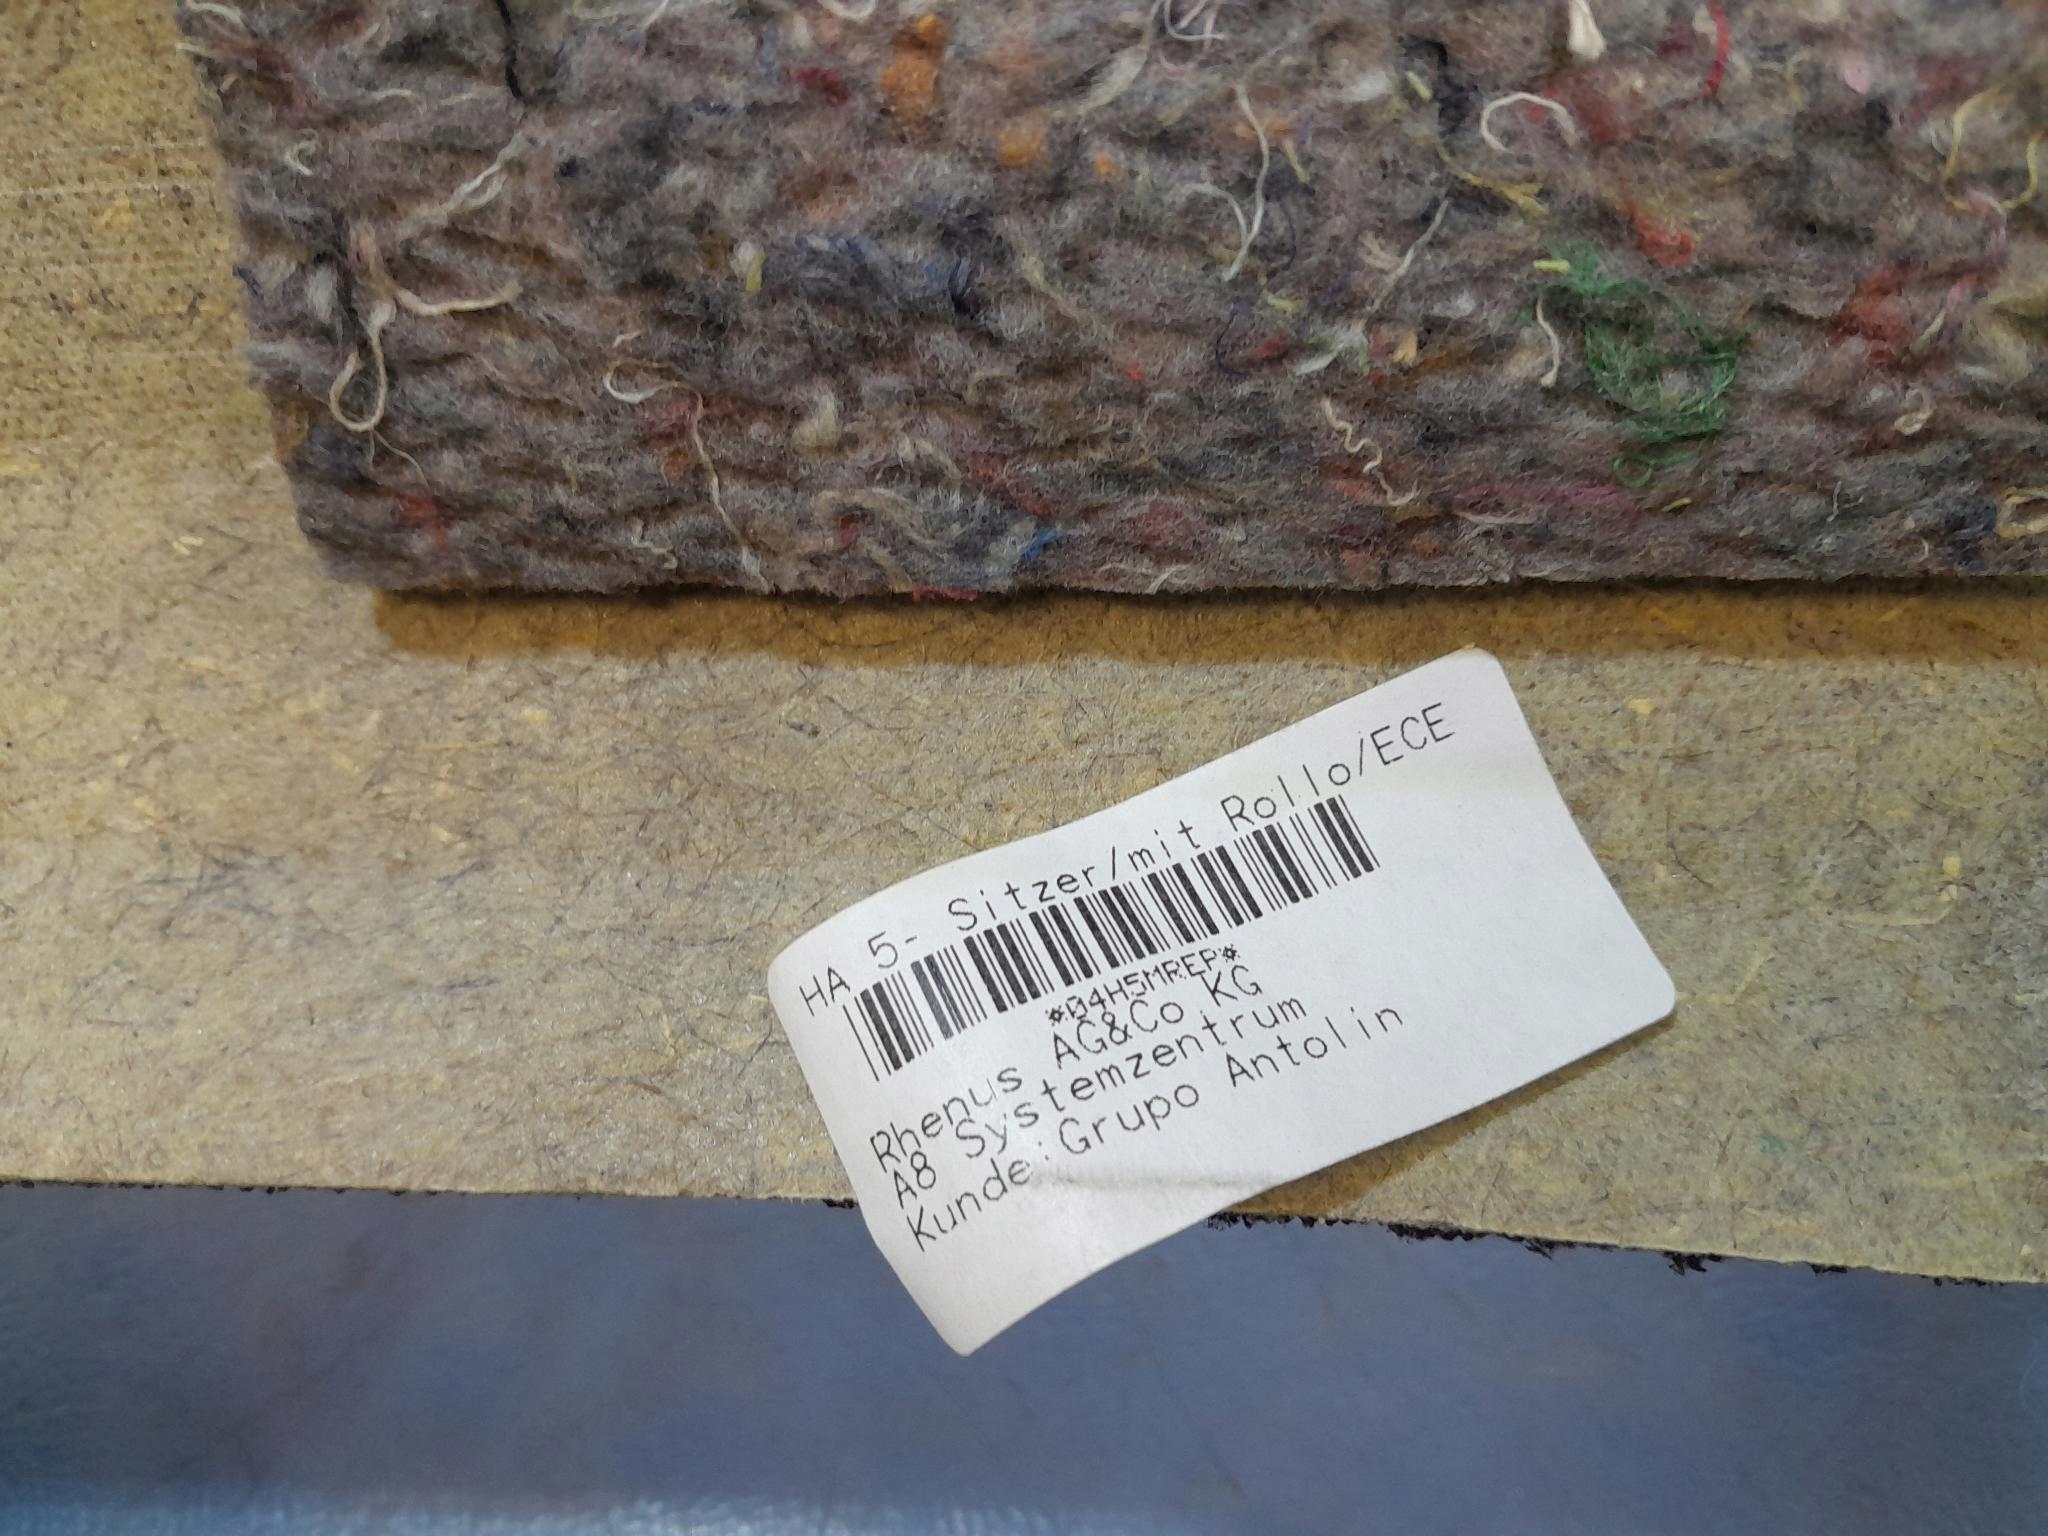 HA 5- Sitzer/mit Rollo/ECE
*04H5MREP*
Rhenus AG&Co KG
A8 Systemzentrum
Kunde:Grupo Antolin